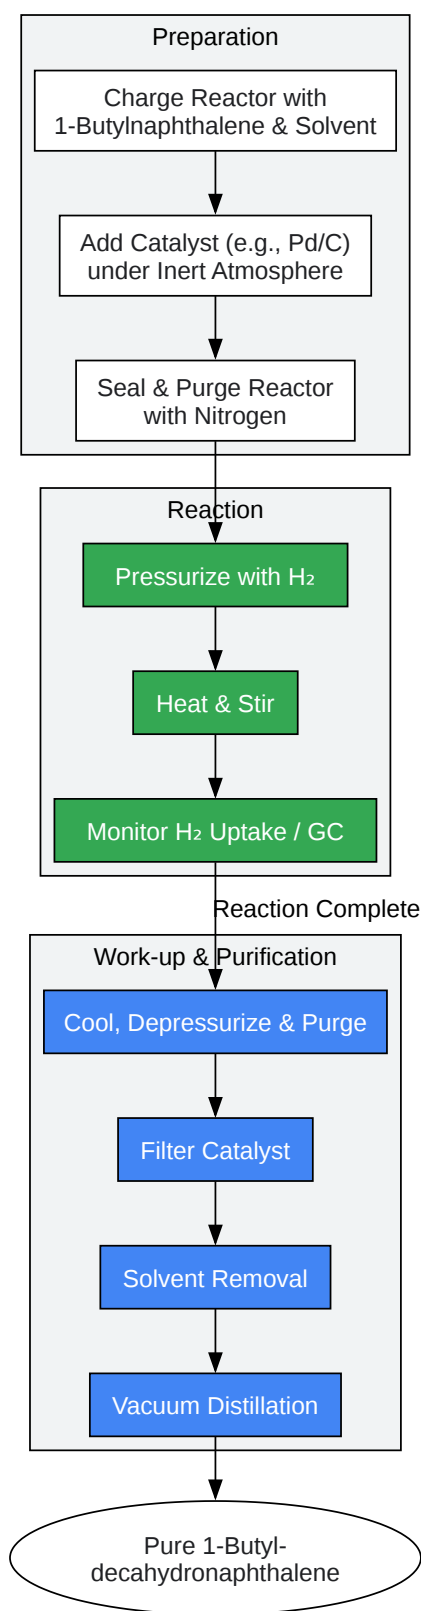 Preparation
Charge Reactor with
1-Butylnaphthalene & Solvent
Add Catalyst (e.g., Pd/C)
under Inert Atmosphere
Seal & Purge Reactor
with Nitrogen
Reaction
Pressurize with H₂
Heat & Stir
Monitor H₂ Uptake / GC
Reaction Complete
Work-up & Purification
Cool, Depressurize & Purge
Filter Catalyst
Solvent Removal
Vacuum Distillation
Pure 1-Butyl-
decahydronaphthalene